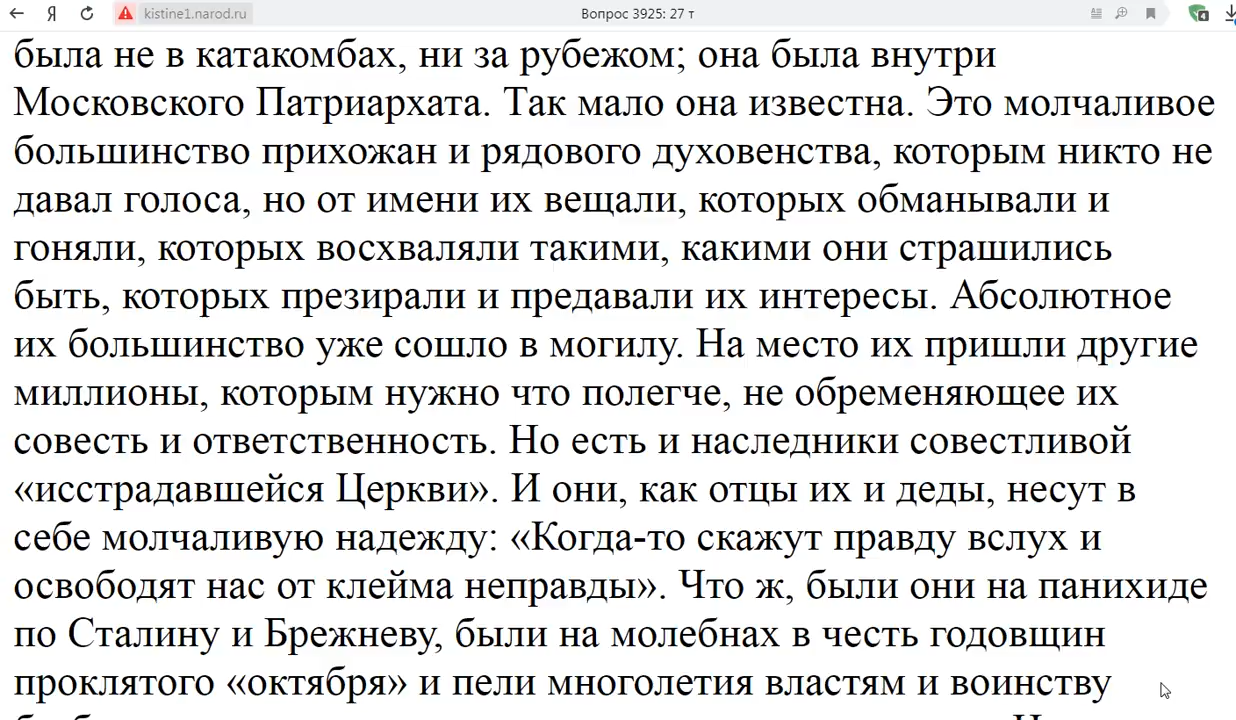 kistine1.narod.ru
Вопрос 3925: 27 т
была не в катакомбах, ни за рубежом; она была внутри
Московского Патриархата. Так мало она известна. Это молчаливое
большинство прихожан и рядового духовенства, которым никто не
давал голоса, но от имени их вещали, которых обманывали и
гоняли, которых восхваляли такими, какими они страшились
быть, которых презирали и предавали их интересы. Абсолютное
их большинство уже сошло в могилу. На место их пришли другие
миллионы, которым нужно что полегче, не обременяющее их
совесть и ответственность. Но есть и наследники совестливой
«исстрадавшейся Церкви». И они, как отцы их и деды, несут в
себе молчаливую надежду: «Когда-то скажут правду вслух и
освободят нас от клейма неправды». Что ж, были они на панихиде
по Сталину и Брежневу, были на молебнах в честь годовщин
проклятого «октября» и пели многолетия властям и воинству